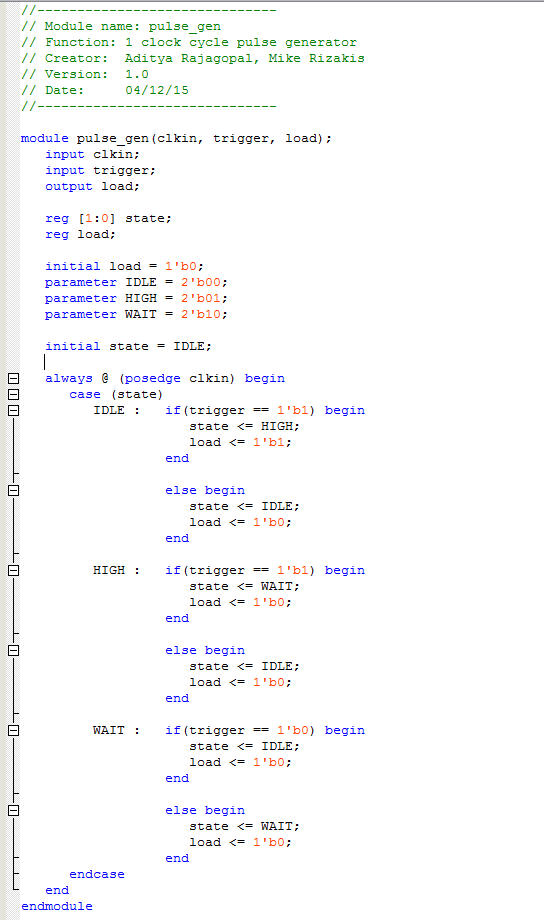 //------------------------------
// Module name: pulse_gen
// Function: 1 clock cycle pulse generator
// Creator:  Aditya Rajagopal, Mike Rizakis
// Version:  1.0
// Date:     04/12/15
//------------------------------

module pulse_gen(clkin, trigger, load);
   input clkin;
   input trigger;
   output load;

   reg [1:0] state;
   reg load;

   initial load = 1'b0;
   parameter IDLE = 2'b00;
   parameter HIGH = 2'b01;
   parameter WAIT = 2'b10;

   initial state = IDLE;

   always @ (posedge clkin) begin
      case (state)
         IDLE :   if(trigger == 1'b1) begin
                     state <= HIGH;
                     load <= 1'b1;
                  end

                  else begin
                     state <= IDLE;
                     load <= 1'b0;
                  end

         HIGH :   if(trigger == 1'b1) begin
                     state <= WAIT;
                     load <= 1'b0;
                  end

                  else begin
                     state <= IDLE;
                     load <= 1'b0;
                  end

         WAIT :   if(trigger == 1'b0) begin
                     state <= IDLE;
                     load <= 1'b0;
                  end

                  else begin
                     state <= WAIT;
                     load <= 1'b0;
                  end
      endcase
   end
endmodule